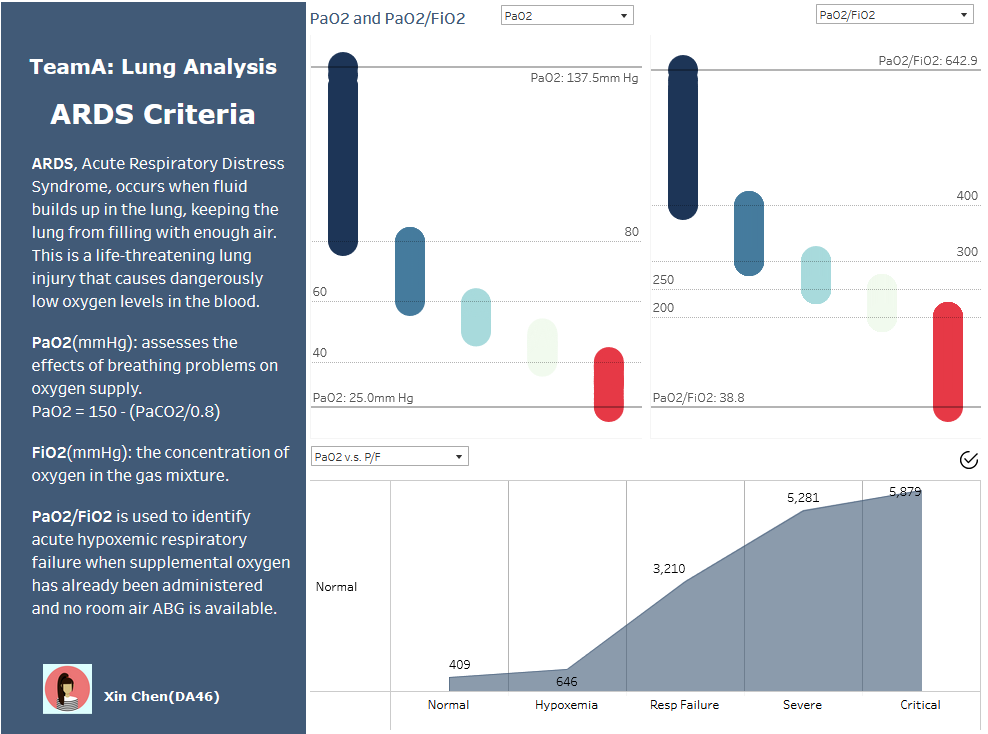 TeamA: Lung Analysis
ARDS Criteria
ARDS, Acute Respiratory Distress
Syndrome, occurs when fluid
builds up in the lung, keeping the
lung from filling with enough air.
This is a life-threatening lung
injury that causes dangerously
low oxygen levels in the blood.
PaO2(mmHg): assesses the
effects of breathing problems on
oxygen supply.
PaO2 = 150 - (PaCO2/0.8)
FiO2(mmHg): the concentration of
oxygen in the gas mixture.
PaO2/FiO2 is used to identify
acute hypoxemic respiratory
failure when supplemental oxygen
has already been administered
and no room air ABG is available.
Xin Chen(DA46)
PaO2 and PaO2/FiO2
PaO2
PaO2/FiO2
PaO2: 137.5mm Hg
80
60
40
PaO2: 25.0mm Hg
PaO2/FiO2: 642.9
400
300
250
200
PaO2/FiO2: 38.8
PaO2 v.s. P/F
Normal
409
646
3,210
5,281
5,879
Normal
Hypoxemia
Resp Failure
Severe
Critical